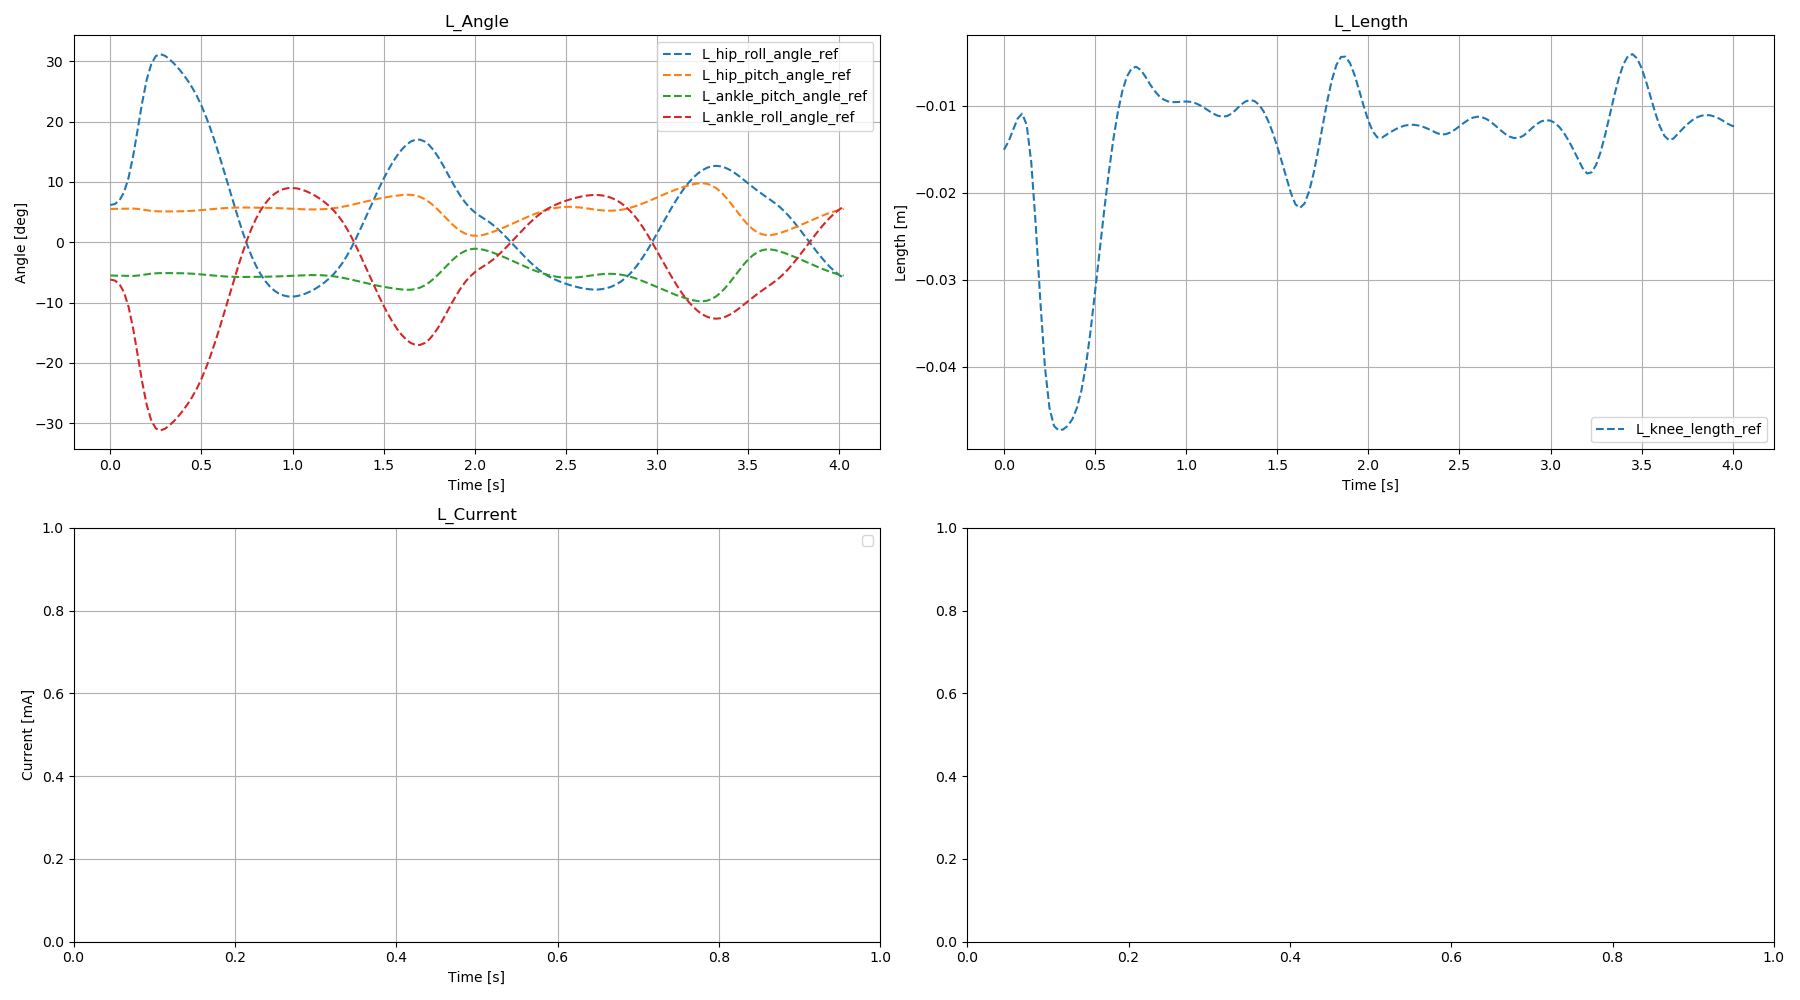 L_Angle
L_hip_roll_angle_ref
L_hip_pitch_angle_ref
L_ankle_pitch_angle_ref
L_ankle_roll_angle_ref
30
20
10
0
−10
−20
−30
Angle [deg]
0.0 0.5 1.0 1.5 2.0 2.5 3.0 3.5 4.0
Time [s]
L_Length
−0.01
−0.02
−0.03
−0.04
Length [m]
L_knee_length_ref
0.0 0.5 1.0 1.5 2.0 2.5 3.0 3.5 4.0
Time [s]
L_Current
1.0
0.8
0.6
0.4
0.2
0.0
Current [mA]
0.0 0.2 0.4 0.6 0.8 1.0
Time [s]
1.0
0.8
0.6
0.4
0.2
0.0
0.0 0.2 0.4 0.6 0.8 1.0